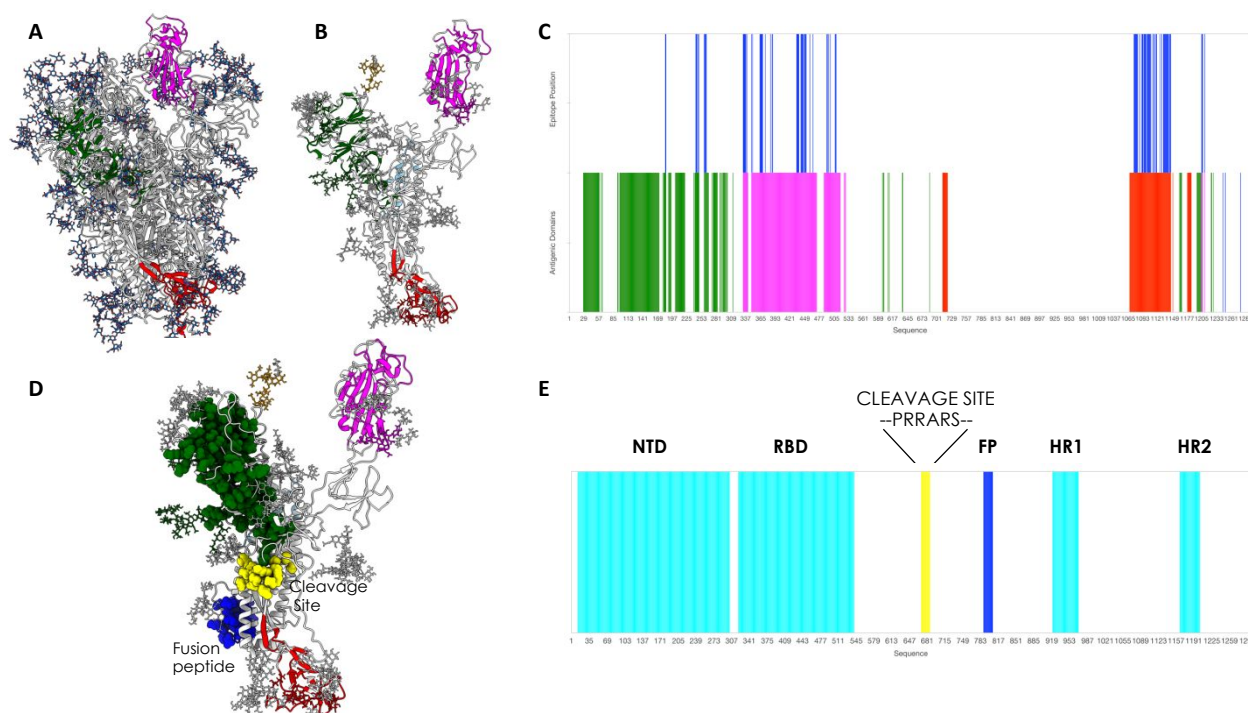 A
B
C
Epitope Position
Antigenic Domains
1 29 57 85 113 141 169 197 225 253 281 309 337 365 393 421 449 477 505 533 561 589 617 645 673 701 729 757 785 813 841 869 897 925 953 981 1009 1037 1065 1093 1121 1149 1177 1205 1233 1261 128
Sequence
D
Cleavage
Site
Fusion
peptide
E
CLEAVAGE SITE
--PRRARS--
NTD RBD FP HR1 HR2
1 35 69 103 137 171 205 239 273 307 341 375 409 443 477 511 545 579 613 647 681 715 749 783 817 851 885 919 953 987 1021 1055 1089 1123 1157 1191 1225 1259 12
Sequence